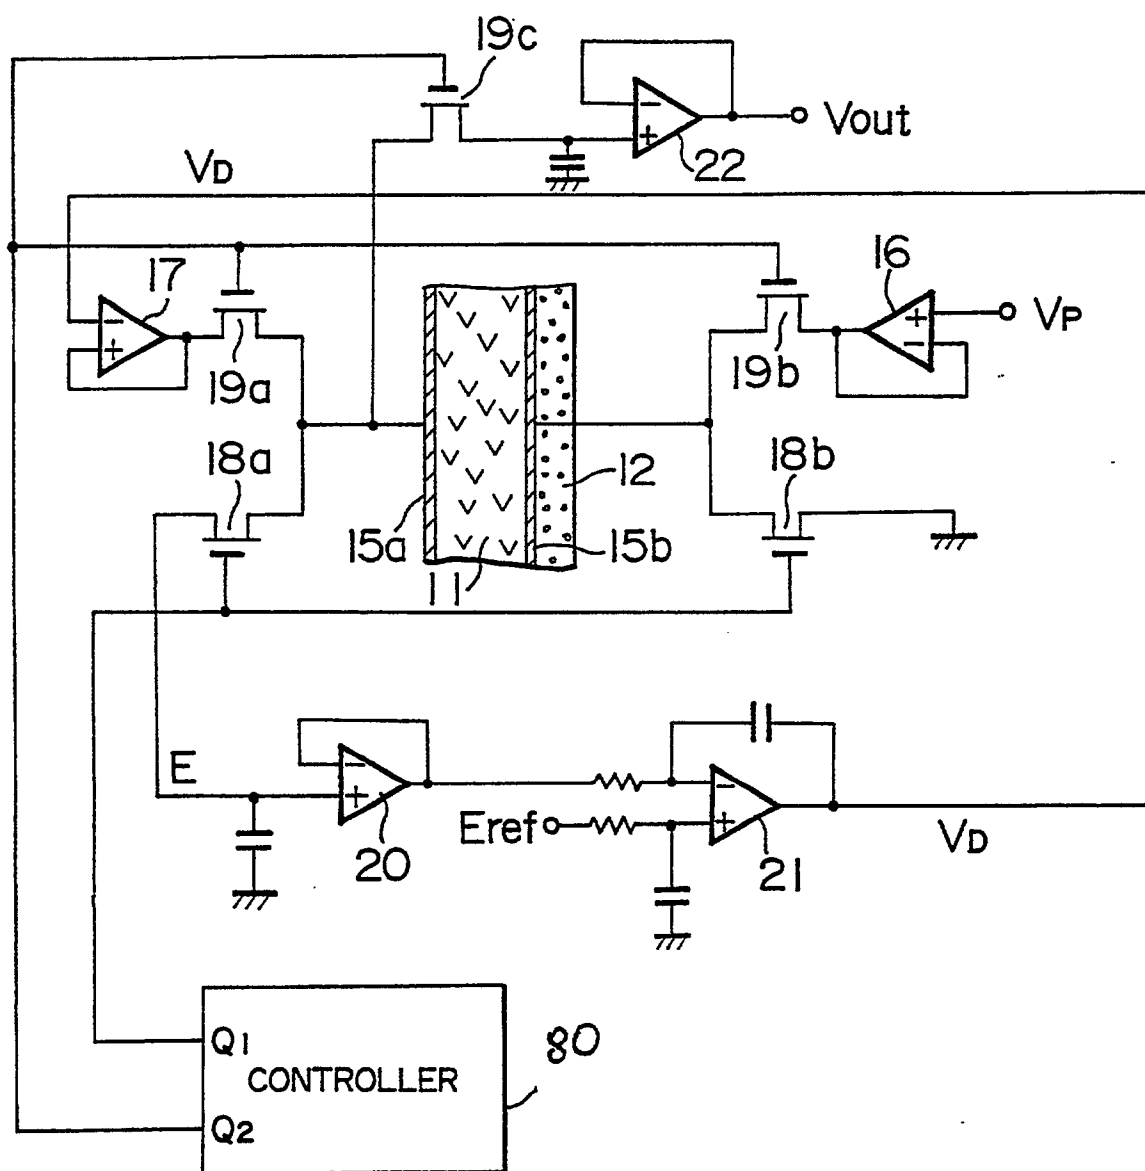 19c
Vout
22
VD
17
16
VP
19a
19b
18a
18b
12
15a
15b
11
E
20
Eref
21
VD
Q1
80
CONTROLLER
Q2